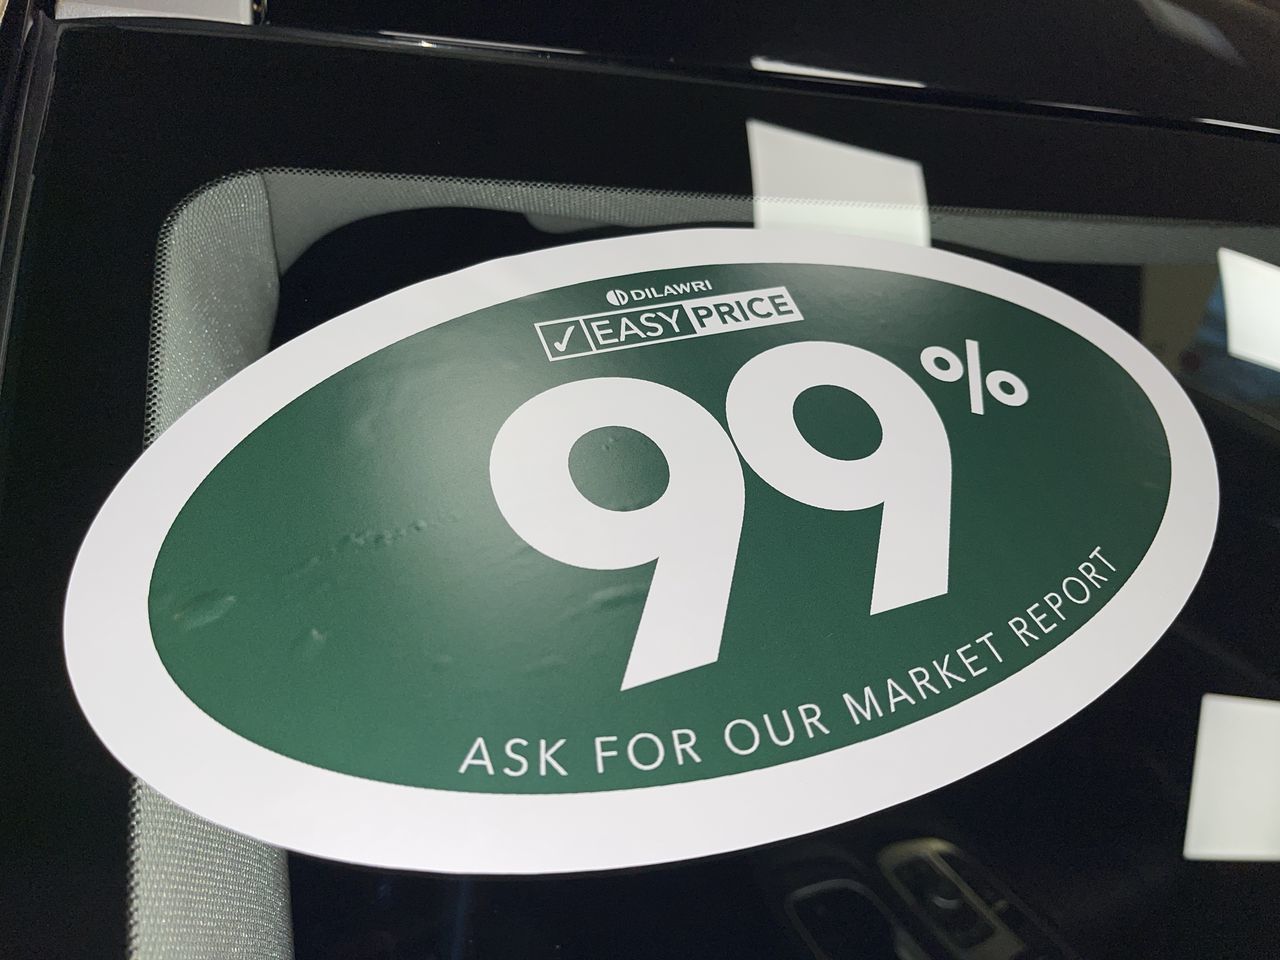 DILAWRI
✓ EASY PRICE
99%
ASK FOR OUR MARKET REPORT